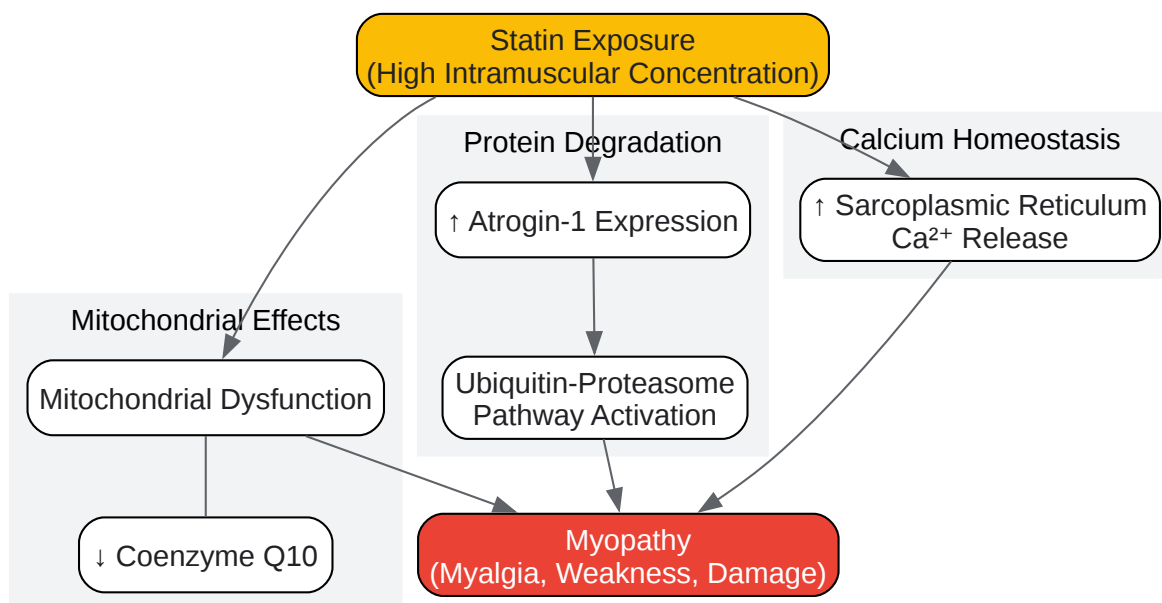 Statin Exposure
(High Intramuscular Concentration)
Protein Degradation
Calcium Homeostasis
↑ Atrogin-1 Expression
↑ Sarcoplasmic Reticulum
Ca²⁺ Release
Mitochondrial Effects
Mitochondrial Dysfunction
Ubiquitin-Proteasome
Pathway Activation
↓ Coenzyme Q10
Myopathy
(Myalgia, Weakness, Damage)